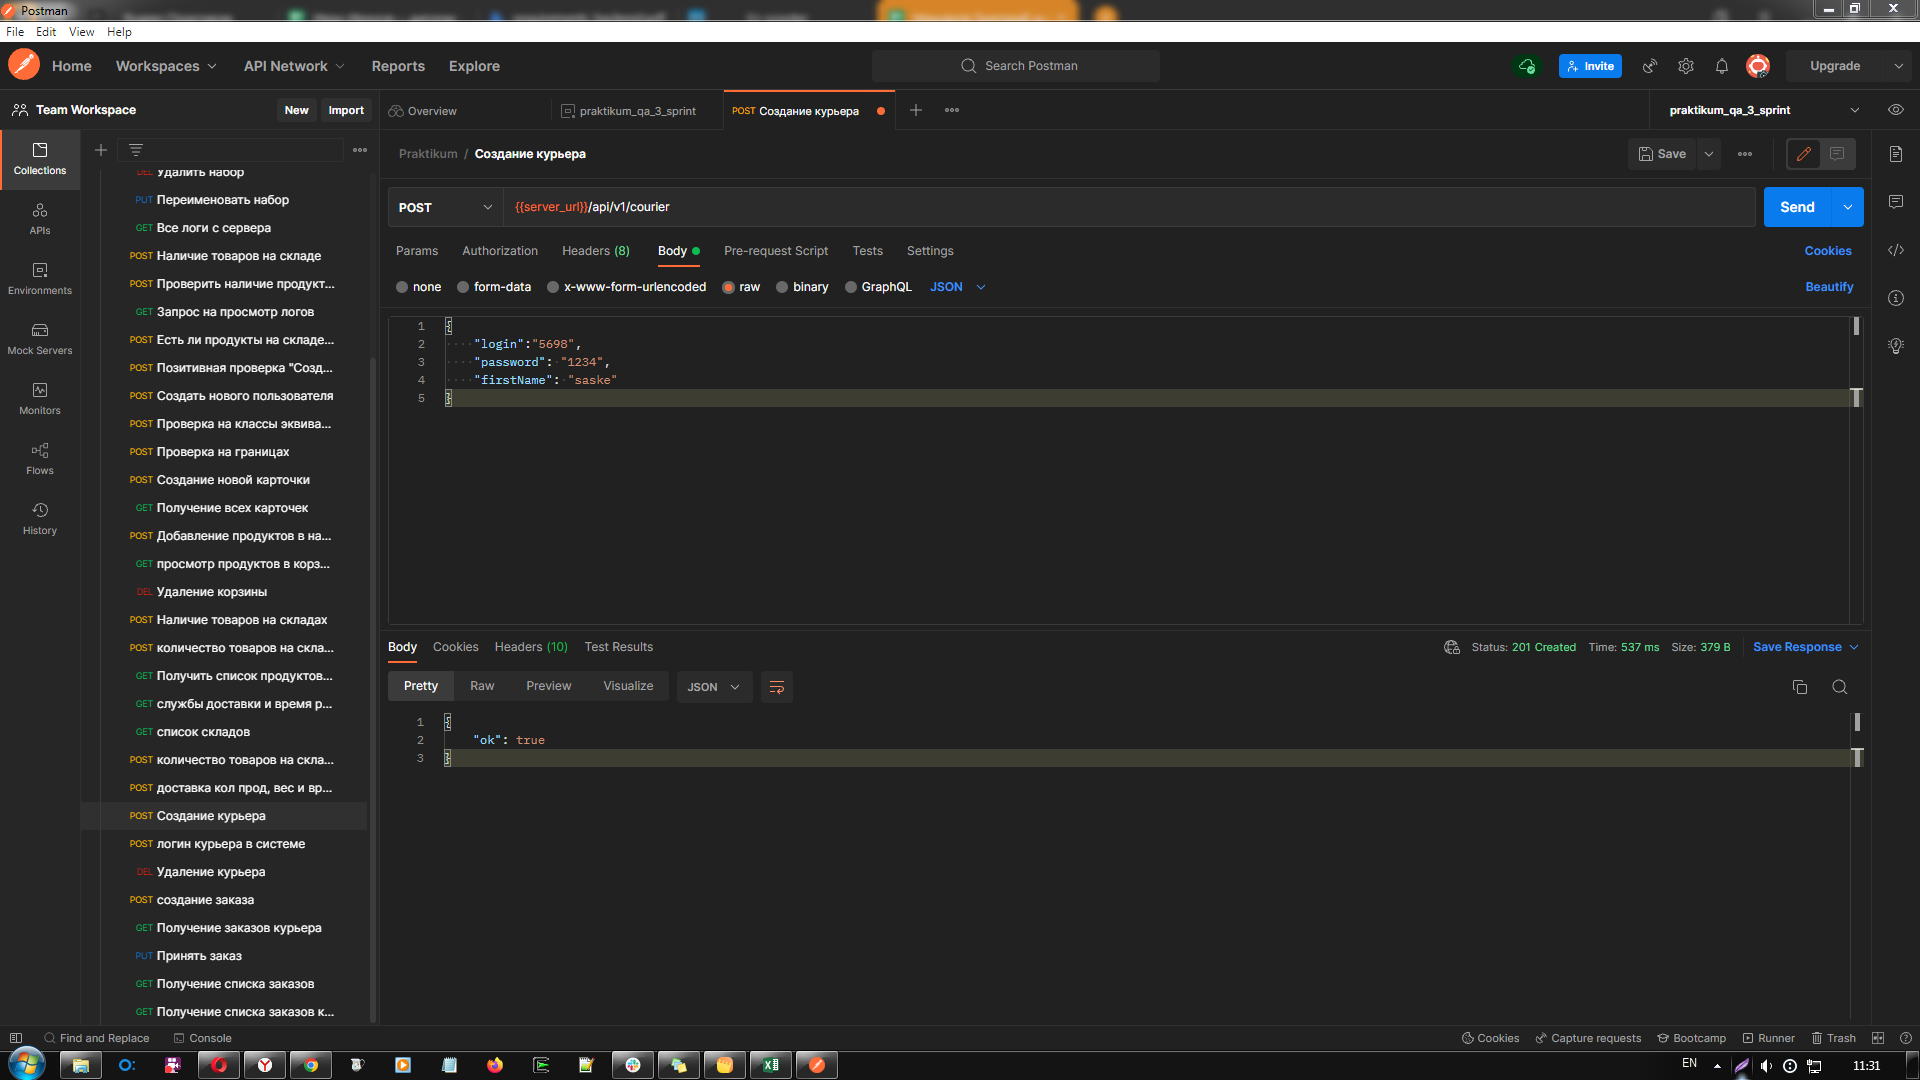 Postman
File Edit View Help
Home Workspaces API Network Reports Explore Search Postman Invite Upgrade
Team Workspace New Import Overview praktikum_qa_3_sprint POST Создание курьера praktikum_qa_3_sprint
Collections
APIs
Environments
Mock Servers
Monitors
Flows
History
DEL Удалить набор
PUT Переименовать набор
GET Все логи с сервера
POST Наличие товаров на складе
POST Проверить наличие продукт...
GET Запрос на просмотр логов
POST Есть ли продукты на складе...
POST Позитивная проверка "Созд...
POST Создать нового пользователя
POST Проверка на классы эквива...
POST Проверка на границах
POST Создание новой карточки
GET Получение всех карточек
POST Добавление продуктов в на...
GET просмотр продуктов в корз...
DEL Удаление корзины
POST Наличие товаров на складах
POST количество товаров на скла...
GET Получить список продуктов...
GET службы доставки и время р...
GET список складов
POST количество товаров на скла...
POST доставка кол прод, вес и вр...
POST Создание курьера
POST логин курьера в системе
DEL Удаление курьера
POST создание заказа
GET Получение заказов курьера
PUT Принять заказ
GET Получение списка заказов
GET Получение списка заказов к...
Praktikum / Создание курьера Save
POST {{server_url}}/api/v1/courier Send
Params Authorization Headers (8) Body Pre-request Script Tests Settings Cookies
none form-data x-www-form-urlencoded raw binary GraphQL JSON Beautify
1 {
2 "login":"5698",
3 "password": "1234",
4 "firstName": "saske"
5 }
Body Cookies Headers (10) Test Results Status: 201 Created Time: 537 ms Size: 379 B Save Response
Pretty Raw Preview Visualize JSON
1 {
2 "ok": true
3 }
Find and Replace Console Cookies Capture requests Bootcamp Runner Trash
EN 11:31